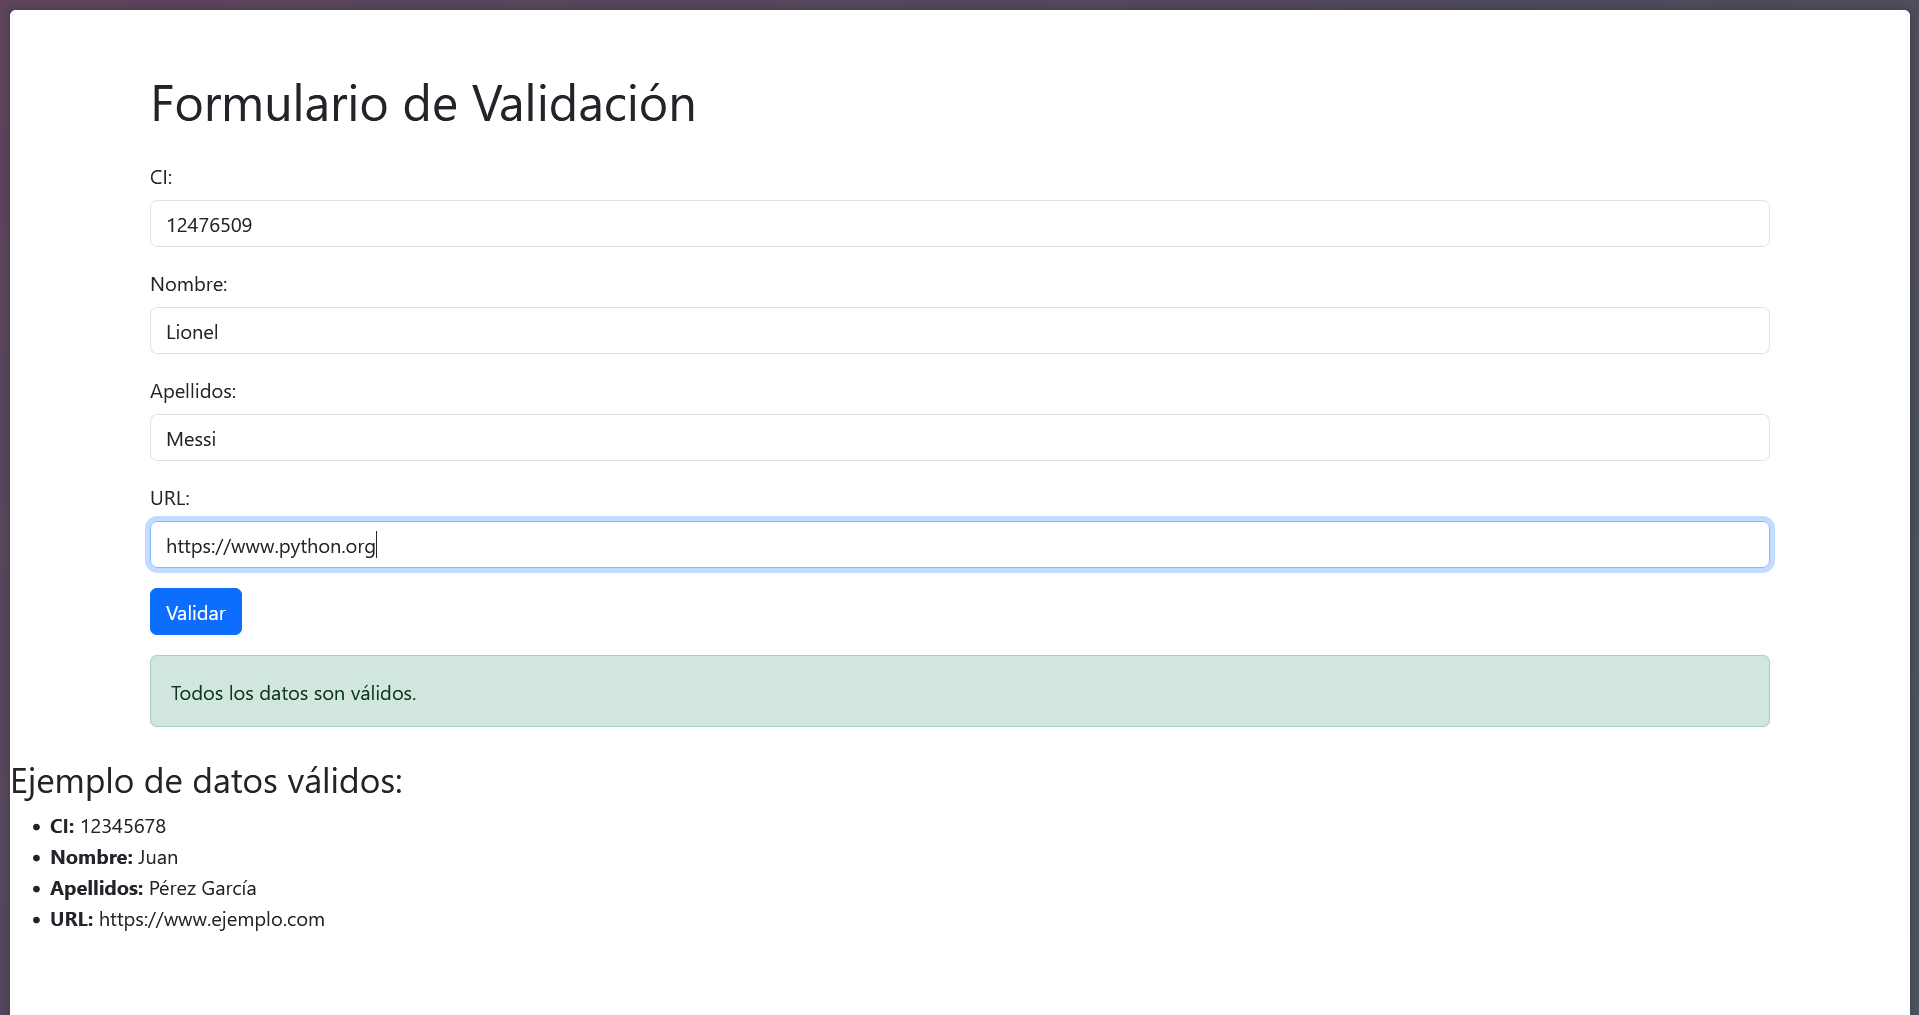 Formulario de Validación
CI:
12476509
Nombre:
Lionel
Apellidos:
Messi
URL:
https://www.python.org
Validar
Todos los datos son válidos.
Ejemplo de datos válidos:
• CI: 12345678
• Nombre: Juan
• Apellidos: Pérez García
• URL: https://www.ejemplo.com